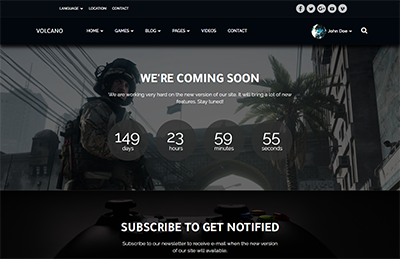 LANGUAGE LOCATION CONTACT
VOLCANO HOME GAMES BLOG PAGES VIDEOS CONTACT John Doe
WE'RE COMING SOON
We are working very hard on the new version of our site. It will bring a lot of new
features. Stay tuned!
149 23 59 55
days hours minutes seconds
SUBSCRIBE TO GET NOTIFIED
Subscribe to our newsletter to receive e-mail when the new version
of our site will available.